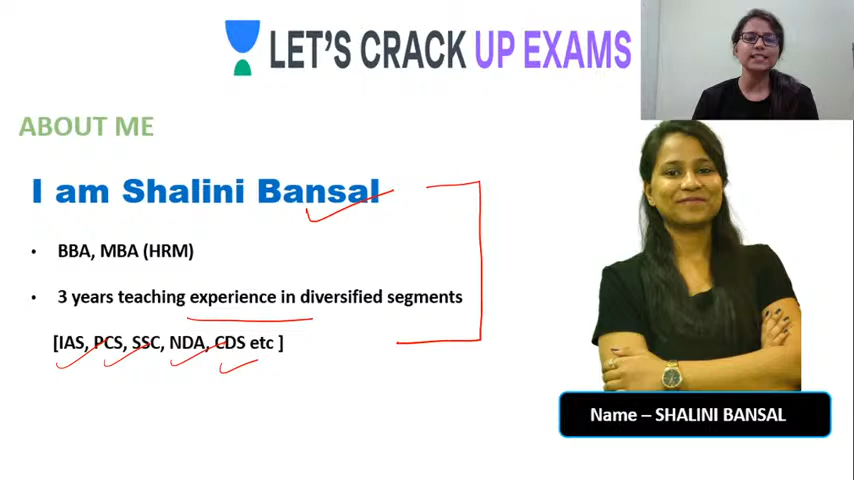 LET'S CRACK UP EXAMS
ABOUT ME
I am Shalini Bansal
• BBA, MBA (HRM)
• 3 years teaching experience in diversified segments
[IAS, PCS, SSC, NDA, CDS etc ]
Name – SHALINI BANSAL